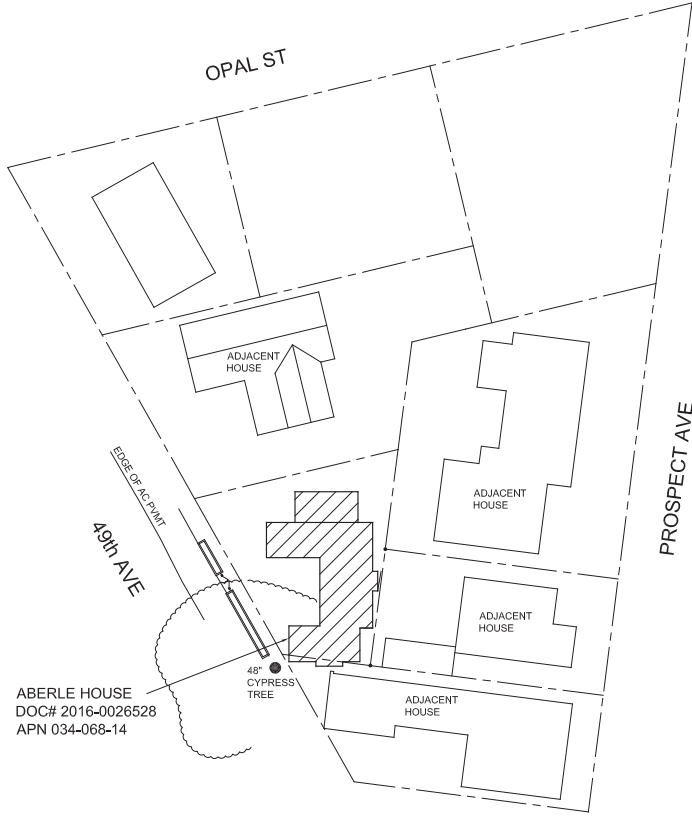 OPAL ST
ADJACENT
HOUSE
EDGE OF AC PVMT
49th AVE
PROSPECT AVE
ADJACENT
HOUSE
ADJACENT
HOUSE
48"
CYPRESS
TREE
ABERLE HOUSE
DOC# 2016-0026528
APN 034-068-14
ADJACENT
HOUSE